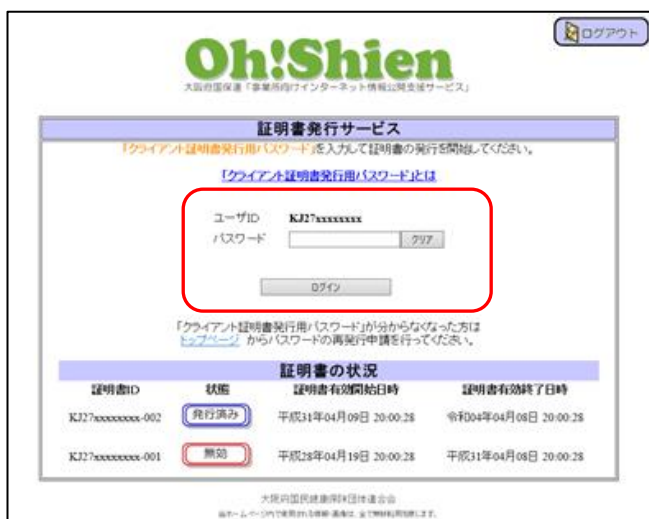 ログアウト
Oh!Shien
大阪府国保連「事業所向けインターネット情報公開支援サービス」
証明書発行サービス
「クライアント証明書発行用パスワード」を入力して証明書の発行を開始してください。
「クライアント証明書発行用パスワード」とは
ユーザID KJ27xxxxxxxx
パスワード クリア
ログイン
「クライアント証明書発行用パスワード」が分からなくなった方は
トップページ からパスワードの再発行申請を行ってください。
証明書の状況
証明書ID 状態 証明書有効開始日時 証明書有効終了日時
KJ27xxxxxxxx-002 発行済み 平成31年04月09日 20:00:28 令和04年04月08日 20:00:28
KJ27xxxxxxxx-001 無効 平成28年04月19日 20:00:28 平成31年04月08日 20:00:28
大阪府国民健康保険団体連合会